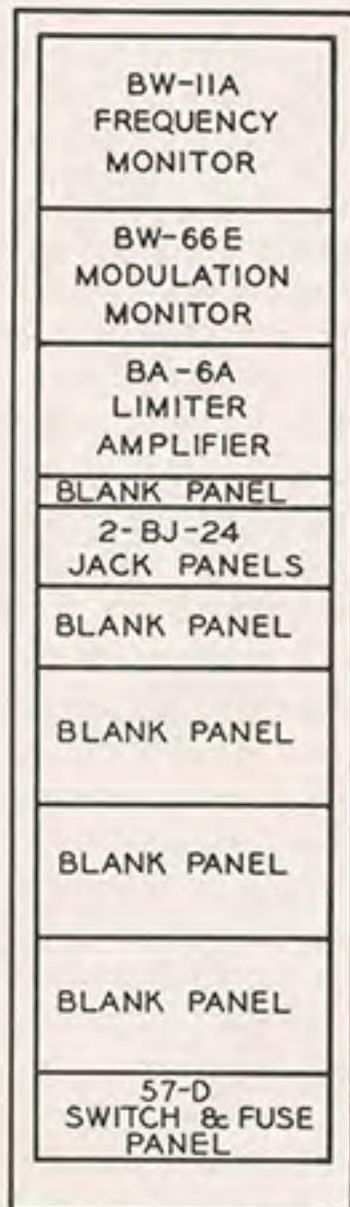 BW-11A
FREQUENCY
MONITOR
BW-66E
MODULATION
MONITOR
BA-6A
LIMITER
AMPLIFIER
BLANK PANEL
2-BJ-24
JACK PANELS
BLANK PANEL
BLANK PANEL
BLANK PANEL
BLANK PANEL
57-D
SWITCH & FUSE
PANEL